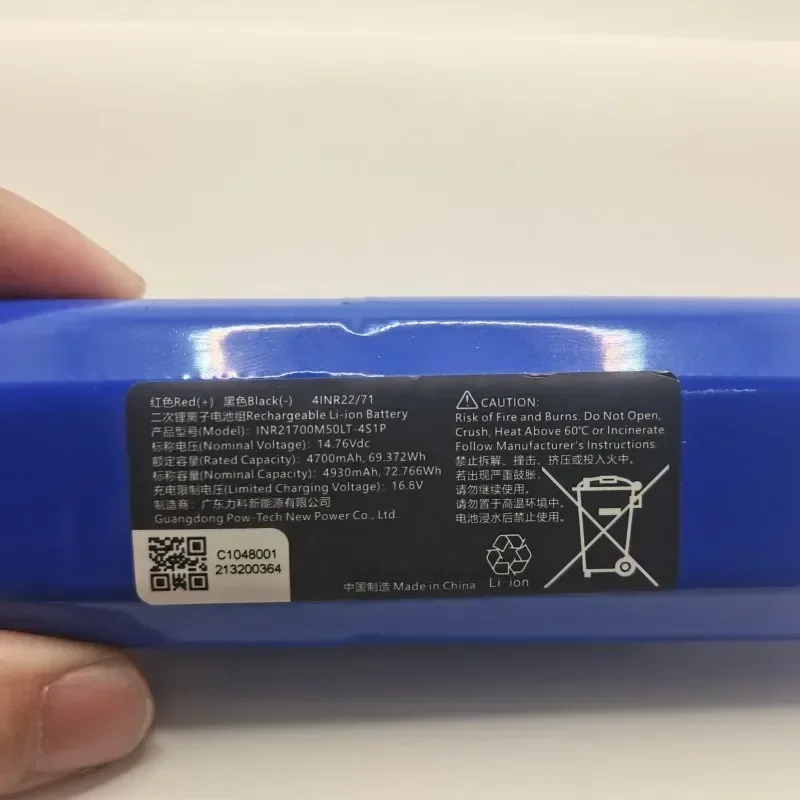 红色Red(+) 黑色Black(-) 4INR22/71
二次锂离子电池组Rechargeable Li-ion Battery
产品型号(Model): INR21700M50LT-4S1P
标称电压(Nominal Voltage): 14.76Vdc
额定容量(Rated Capacity): 4700mAh, 69.372Wh
标称容量(Nominal Capacity): 4930mAh, 72.766Wh
充电限制电压(Limited Charging Voltage): 16.8V
制造商: 广东力科新能源有限公司
Guangdong Pow-Tech New Power Co., Ltd.
C1048001
213200364
CAUTION:
Risk of Fire and Burns. Do Not Open,
Crush, Heat Above 60℃ or Incinerate
Follow Manufacturer's Instructions.
禁止拆解、撞击、挤压或投入火中。
若出现严重鼓胀,
请勿继续使用。
请勿置于高温环境中。
电池浸水后禁止使用。
Li-ion
中国制造 Made in China